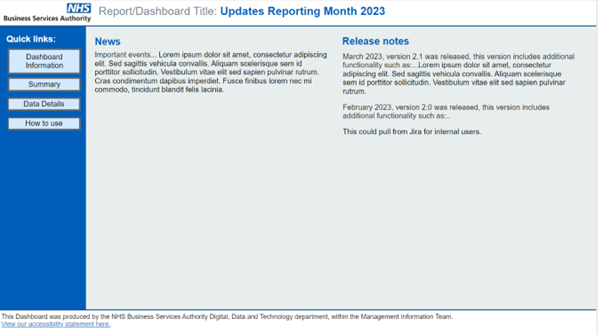 NHS
Business Services Authority
Report/Dashboard Title: Updates Reporting Month 2023
Quick links:
Dashboard
Information
Summary
Data Details
How to use
News
Important events... Lorem ipsum dolor sit amet, consectetur adipiscing
elit. Sed sagittis vehicula convallis. Aliquam scelerisque sem id
porttitor sollicitudin. Vestibulum vitae elit sed sapien pulvinar rutrum.
Cras condimentum dapibus imperdiet. Fusce finibus lorem nec mi
commodo, tincidunt blandit felis lacinia.
Release notes
March 2023, version 2.1 was released, this version includes additional
functionality such as:...Lorem ipsum dolor sit amet, consectetur
adipiscing elit. Sed sagittis vehicula convallis. Aliquam scelerisque
sem id porttitor sollicitudin. Vestibulum vitae elit sed sapien pulvinar
rutrum.
February 2023, version 2.0 was released, this version includes
additional functionality such as:..
This could pull from Jira for internal users.
This Dashboard was produced by the NHS Business Services Authority Digital, Data and Technology department, within the Management Information Team.
View our accessibility statement here.